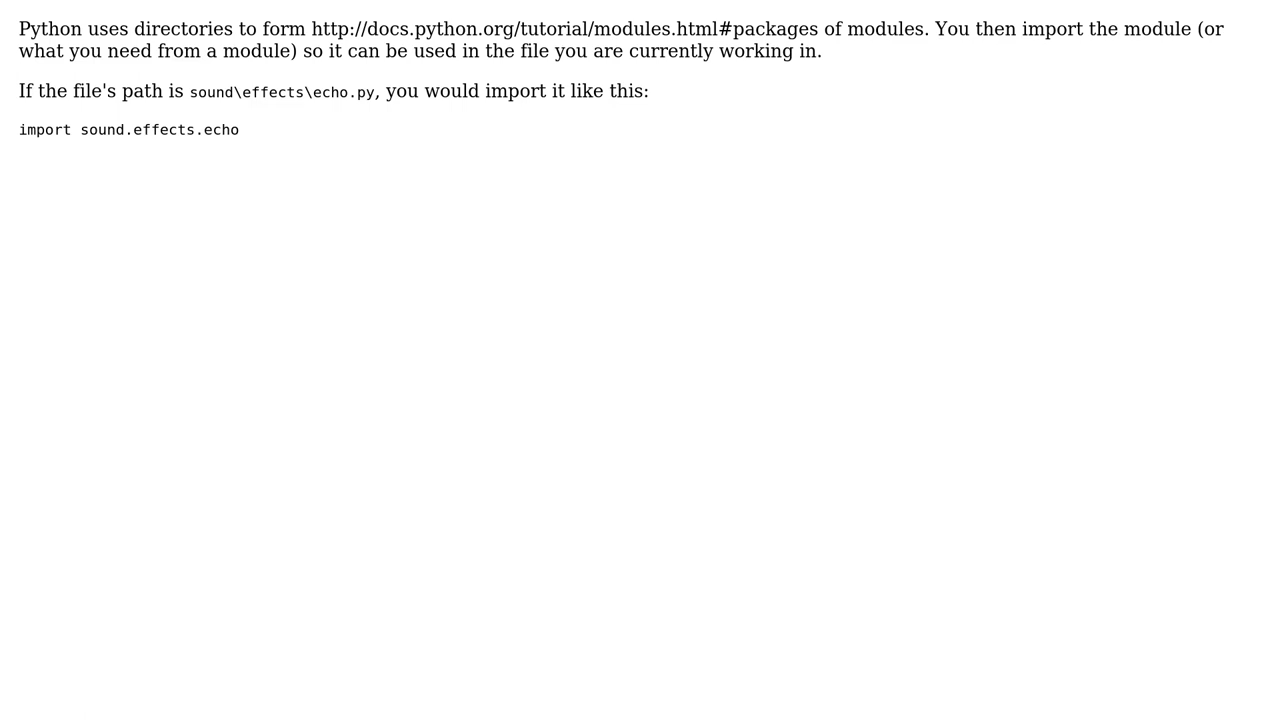 Python uses directories to form http://docs.python.org/tutorial/modules.html#packages of modules. You then import the module (or
what you need from a module) so it can be used in the file you are currently working in.
If the file's path is sound\effects\echo.py, you would import it like this:
import sound.effects.echo